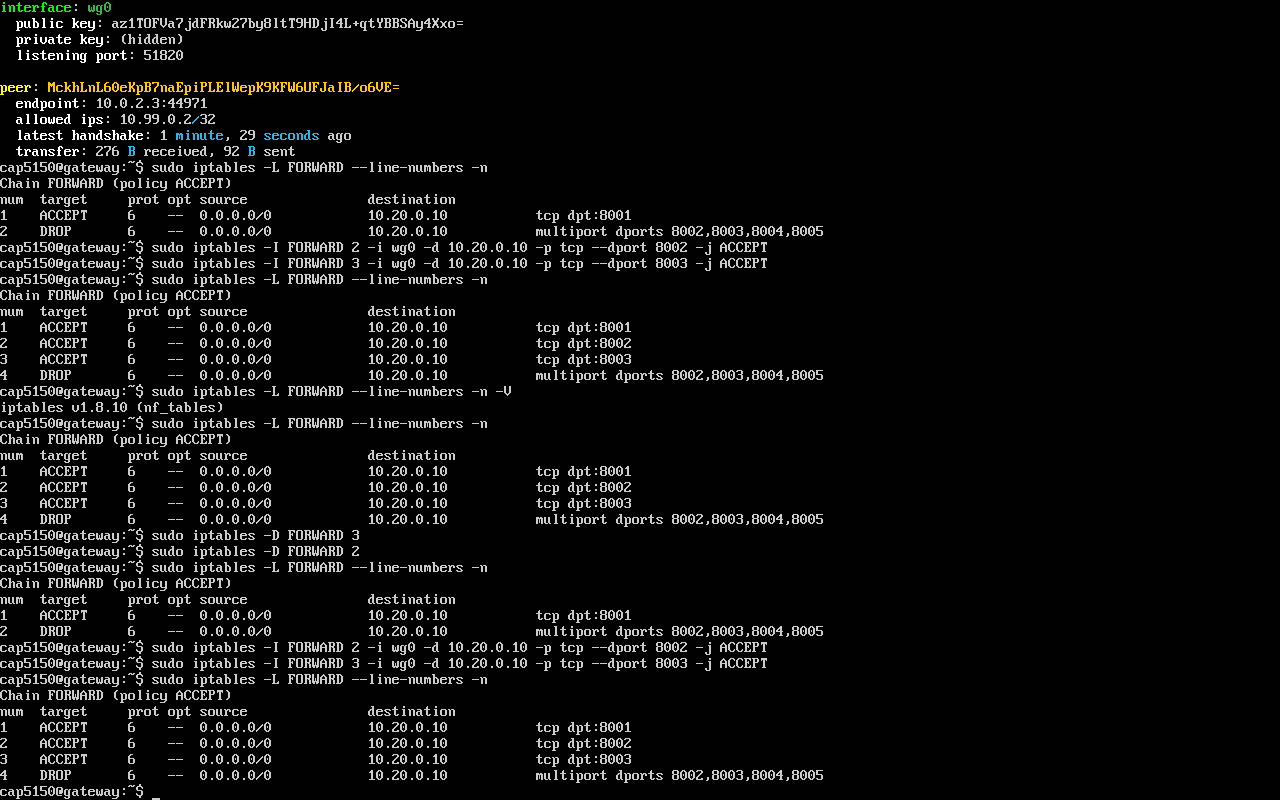 interface: wg0
  public key: az1TOFVa7jdFRkw27by8ltT9HDjI4L+qtYBBSAy4Xxo=
  private key: (hidden)
  listening port: 51820

peer: MckhLnL60eKpB7naEpiPLElWepK9KFW6UFJaIB/o6VE=
  endpoint: 10.0.2.3:44971
  allowed ips: 10.99.0.2/32
  latest handshake: 1 minute, 29 seconds ago
  transfer: 276 B received, 92 B sent
cap5150@gateway:~$ sudo iptables -L FORWARD --line-numbers -n
Chain FORWARD (policy ACCEPT)
num  target     prot opt source               destination
1    ACCEPT     6    --  0.0.0.0/0            10.20.0.10           tcp dpt:8001
2    DROP       6    --  0.0.0.0/0            10.20.0.10           multiport dports 8002,8003,8004,8005
cap5150@gateway:~$ sudo iptables -I FORWARD 2 -i wg0 -d 10.20.0.10 -p tcp --dport 8002 -j ACCEPT
cap5150@gateway:~$ sudo iptables -I FORWARD 3 -i wg0 -d 10.20.0.10 -p tcp --dport 8003 -j ACCEPT
cap5150@gateway:~$ sudo iptables -L FORWARD --line-numbers -n
Chain FORWARD (policy ACCEPT)
num  target     prot opt source               destination
1    ACCEPT     6    --  0.0.0.0/0            10.20.0.10           tcp dpt:8001
2    ACCEPT     6    --  0.0.0.0/0            10.20.0.10           tcp dpt:8002
3    ACCEPT     6    --  0.0.0.0/0            10.20.0.10           tcp dpt:8003
4    DROP       6    --  0.0.0.0/0            10.20.0.10           multiport dports 8002,8003,8004,8005
cap5150@gateway:~$ sudo iptables -L FORWARD --line-numbers -n -V
iptables v1.8.10 (nf_tables)
cap5150@gateway:~$ sudo iptables -L FORWARD --line-numbers -n
Chain FORWARD (policy ACCEPT)
num  target     prot opt source               destination
1    ACCEPT     6    --  0.0.0.0/0            10.20.0.10           tcp dpt:8001
2    ACCEPT     6    --  0.0.0.0/0            10.20.0.10           tcp dpt:8002
3    ACCEPT     6    --  0.0.0.0/0            10.20.0.10           tcp dpt:8003
4    DROP       6    --  0.0.0.0/0            10.20.0.10           multiport dports 8002,8003,8004,8005
cap5150@gateway:~$ sudo iptables -D FORWARD 3
cap5150@gateway:~$ sudo iptables -D FORWARD 2
cap5150@gateway:~$ sudo iptables -L FORWARD --line-numbers -n
Chain FORWARD (policy ACCEPT)
num  target     prot opt source               destination
1    ACCEPT     6    --  0.0.0.0/0            10.20.0.10           tcp dpt:8001
2    DROP       6    --  0.0.0.0/0            10.20.0.10           multiport dports 8002,8003,8004,8005
cap5150@gateway:~$ sudo iptables -I FORWARD 2 -i wg0 -d 10.20.0.10 -p tcp --dport 8002 -j ACCEPT
cap5150@gateway:~$ sudo iptables -I FORWARD 3 -i wg0 -d 10.20.0.10 -p tcp --dport 8003 -j ACCEPT
cap5150@gateway:~$ sudo iptables -L FORWARD --line-numbers -n
Chain FORWARD (policy ACCEPT)
num  target     prot opt source               destination
1    ACCEPT     6    --  0.0.0.0/0            10.20.0.10           tcp dpt:8001
2    ACCEPT     6    --  0.0.0.0/0            10.20.0.10           tcp dpt:8002
3    ACCEPT     6    --  0.0.0.0/0            10.20.0.10           tcp dpt:8003
4    DROP       6    --  0.0.0.0/0            10.20.0.10           multiport dports 8002,8003,8004,8005
cap5150@gateway:~$ _